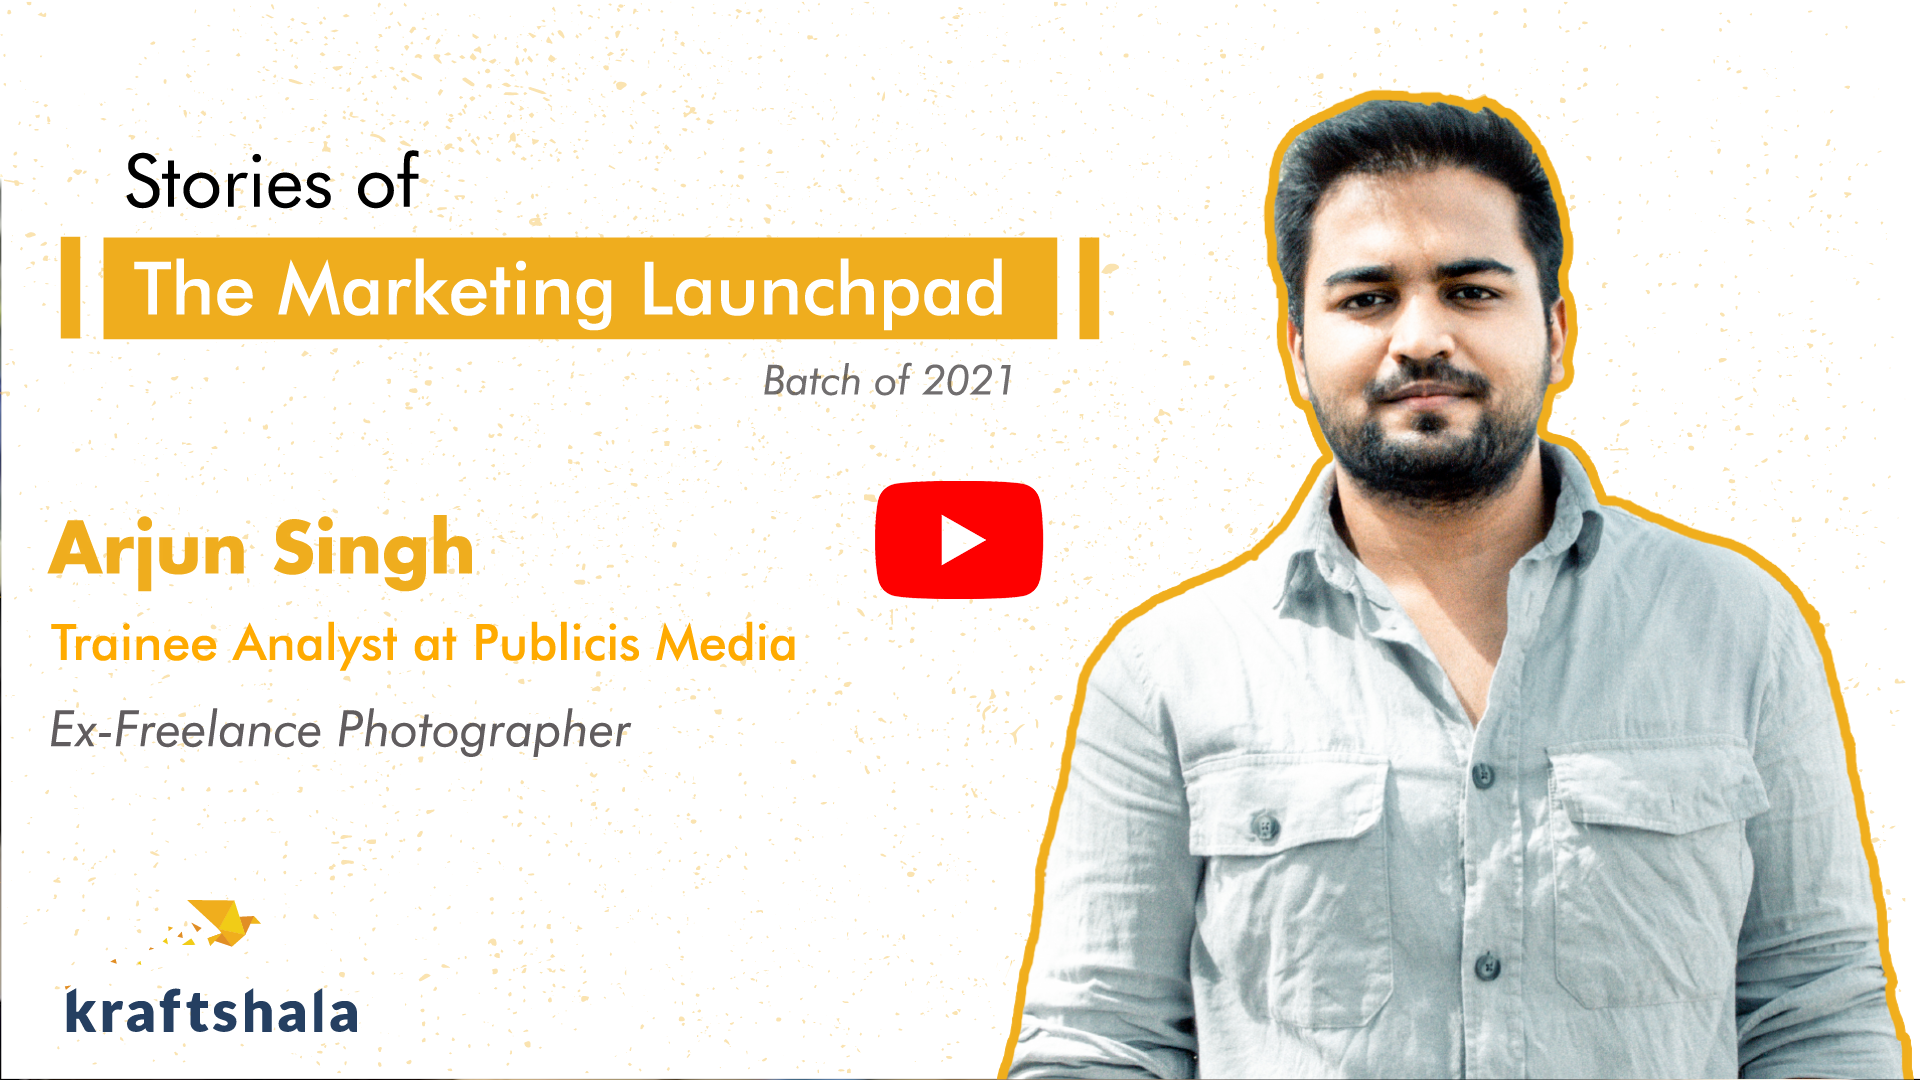 Stories of
The Marketing Launchpad
Batch of 2021
Arjun Singh
Trainee Analyst at Publicis Media
Ex-Freelance Photographer
kraftshala